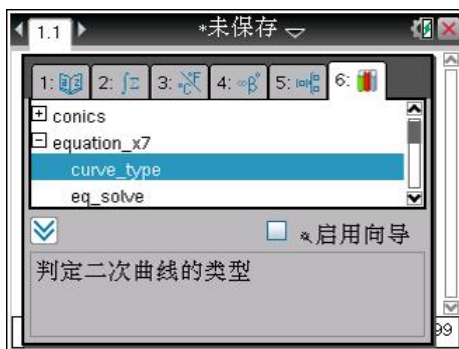 1.1 *未保存
1: 2: ∫Σ 3: °C°F 4: ∞β° 5: 6:
conics
equation_x7
curve_type
eq_solve
启用向导
判定二次曲线的类型
99